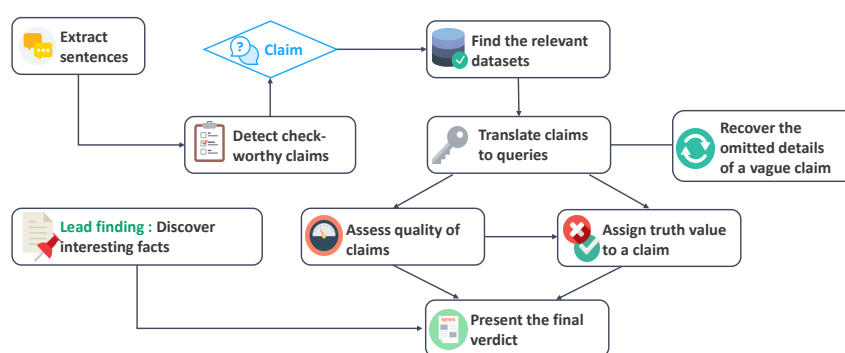 Extract
sentences
Claim
Find the relevant
datasets
Detect check-
worthy claims
Translate claims
to queries
Recover the
omitted details
of a vague claim
Lead finding : Discover
interesting facts
Assess quality of
claims
Assign truth value
to a claim
NEWS
Present the final
verdict